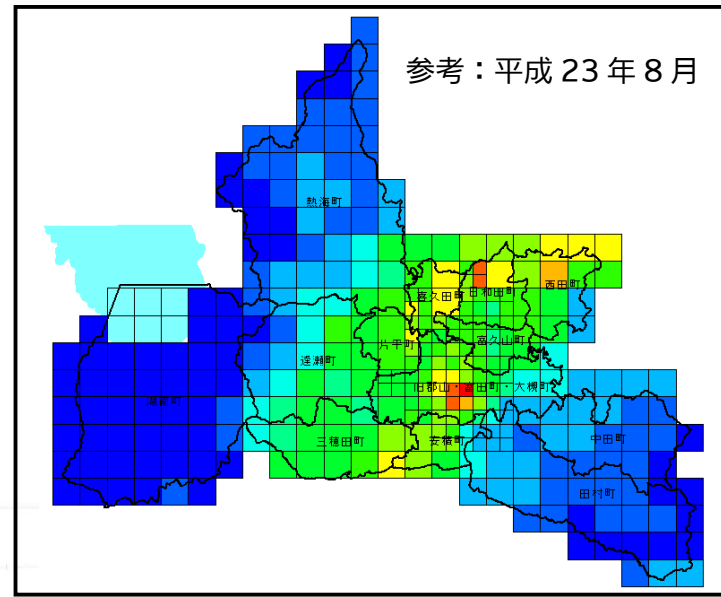 参考：平成 23 年 8 月
熱海町
西田町
日和田町
喜久田町
富久山町
片平町
逢瀬町
旧郡山・富田町・大槻町
湖南町
三穂田町
安積町
中田町
田村町